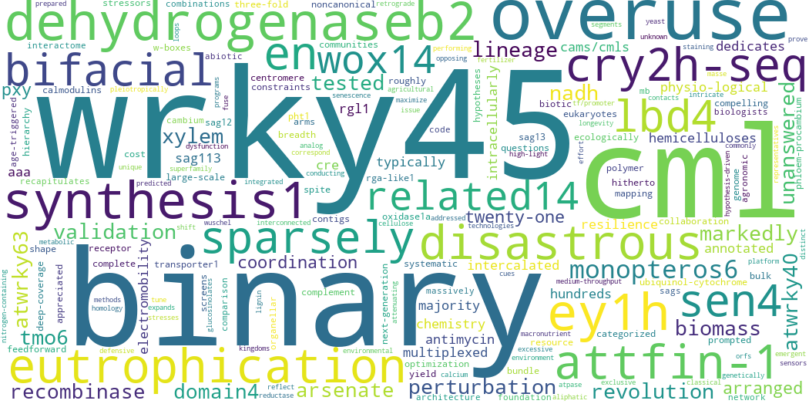 prepared
stressors
combinations
noncanonical
retrograde
segments
yeast
unknown
dehydrogenaseb2
three-fold
overuse
staining
interactome
loops
w-boxes
communities
lineage
cams/cmls
dedicates
performing
opposing
bifacial
enwox14
cry2h-seq
abiotic
calmodulins
pleiotropically
centromere
constraints
tested
fertilizer
agricultural
massa
physio-logical
pxy
age-triggered
hierarchy
senescence
programs
roughly
maximize
issue
nadh
hypotheses
mb
contacts
intricate
compelling
biologists
wrky45
cambium
sag12
fuse
rgl1
pht1
arms
biotic
eukaryotes
tf/promoter
longevity
lbd4
unanswered
phloem-procambium
xylem
dysfunction
breadth
analog
correspond
code
sag13
questions
high-light
intracellularly
ecologically
hemicelluloses
commonly
representatives
aaa
sag113
large-scale
cost
superfamily
unique
cre
typically
effort
polymer
hitherto
mapping
hypothesis-driven
genome
agronomic
prove
recapitulates
predicted
integrated
conducting
rga-like1
spite
cml
synthesis1
related14
interconnected
shift
contigs
oxidase1a
addressed
technologies
twenty-one
resilience
collaboration
validation
wuschel
cellulose
sparsely
disastrous
markedly
annotated
metabolic
shape
receptor
transporter1
coordination
systematic
intercalated
platform
distinct
atwrky63
deep-coverage
appreciated
complete
electromobility
tune
expands
stresses
screens
glucosinolates
comparison
complement
lignin
next-generation
attenuating
massively
majority
cues
medium-throughput
ubiquinol-cytochrome
bulk
monopteros6
hundreds
sags
sen4
atwrky40
binary
nitrogen-containing
tmo6
feedforward
methods
homology
organellar
antimycin
multiplexed
chemistry
resource
categorized
ey1h
prompted
orfs
biomass
emergent
sensors
eutrophication
defensive
kingdoms
environmental
optimization
yield
macronutrient
excessive
environment
bundle
attfin-1
genetically
recombinase
domain4
arsenate
reflect
reductase
perturbation
architecture
calcium
foundation
atpase
aliphatic
exclusive
classical
revolution
arranged
network